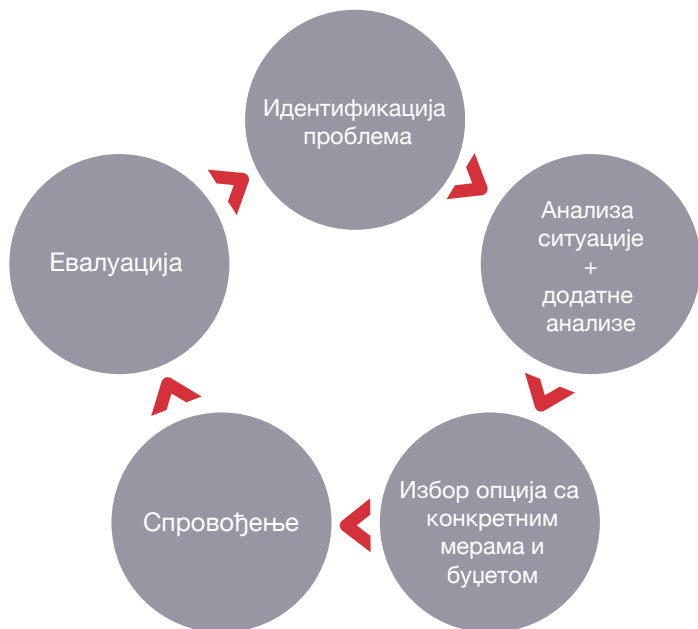 Идентификација
проблема
Анализа
ситуације
+
додатне
анализе
Избор опција са
конкретним
мерама и
буџетом
Спровођење
Евалуација